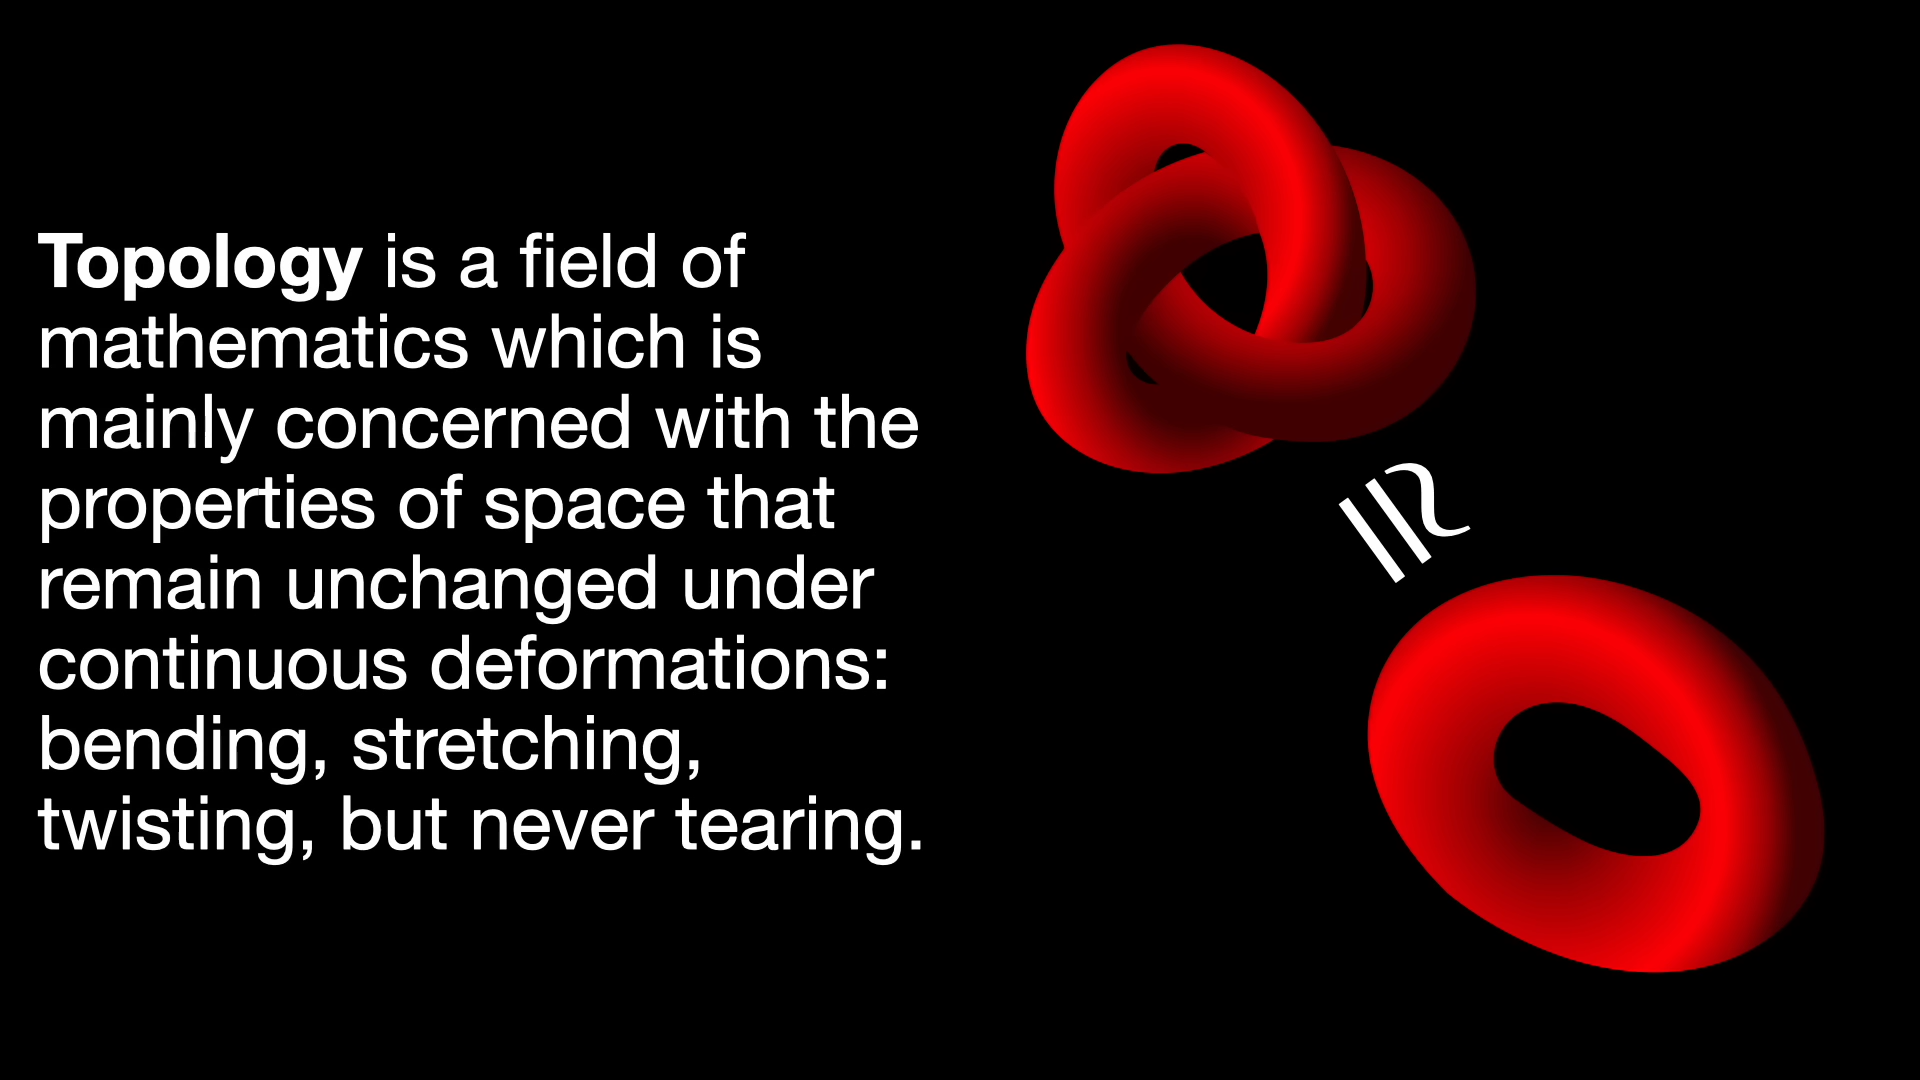 Topology is a field of
mathematics which is
mainly concerned with the
properties of space that
remain unchanged under
continuous deformations:
bending, stretching,
twisting, but never tearing.
≅